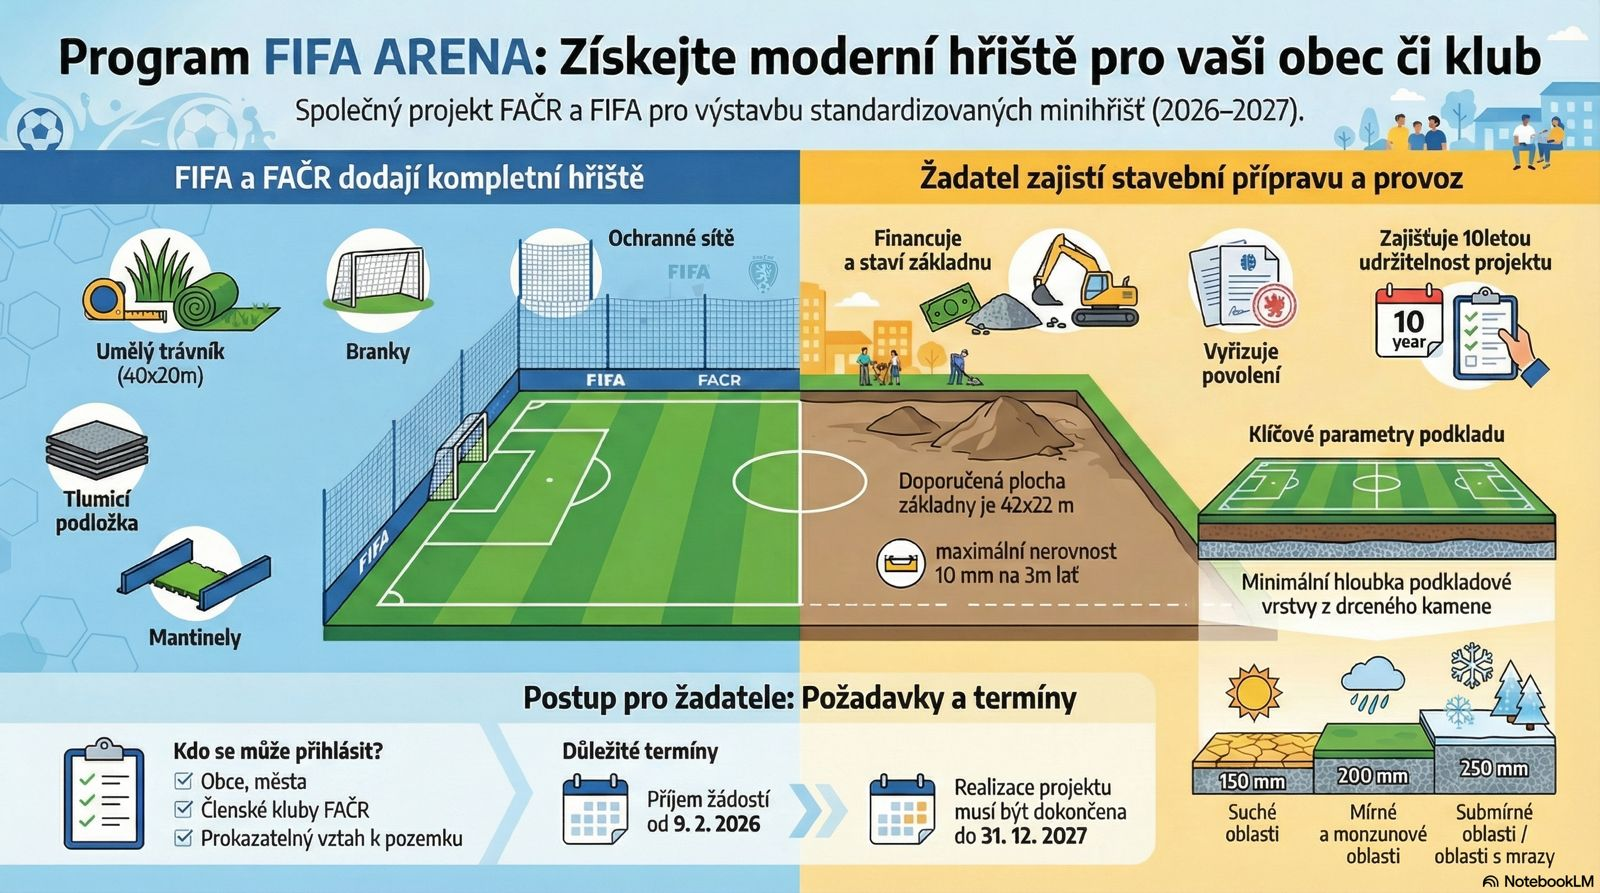 Program FIFA ARENA: Získejte moderní hřiště pro vaši obec či klub
Společný projekt FAČR a FIFA pro výstavbu standardizovaných minihřišť (2026–2027).
FIFA a FAČR dodají kompletní hřiště
Umělý trávník
(40x20m)
Branky
Ochranné sítě
FIFA
Tlumicí
podložka
Mantinely
FIFA
FACR
FIFA
Žadatel zajistí stavební přípravu a provoz
Financuje
a staví základnu
Vyřizuje
povolení
Zajišťuje 10letou
udržitelnost projektu
10
year
Doporučená plocha
základny je 42x22 m
maximální nerovnost
10 mm na 3m lať
Klíčové parametry podkladu
Minimální hloubka podkladové
vrstvy z drceného kamene
150 mm
200 mm
250 mm
Suché
oblasti
Mírné
a monzunové
oblasti
Submírné
oblasti /
oblasti s mrazy
Postup pro žadatele: Požadavky a termíny
Kdo se může přihlásit?
Obce, města
Členské kluby FAČR
Prokazatelný vztah k pozemku
Důležité termíny
Příjem žádostí
od 9. 2. 2026
Realizace projektu
musí být dokončena
do 31. 12. 2027
NotebookLM